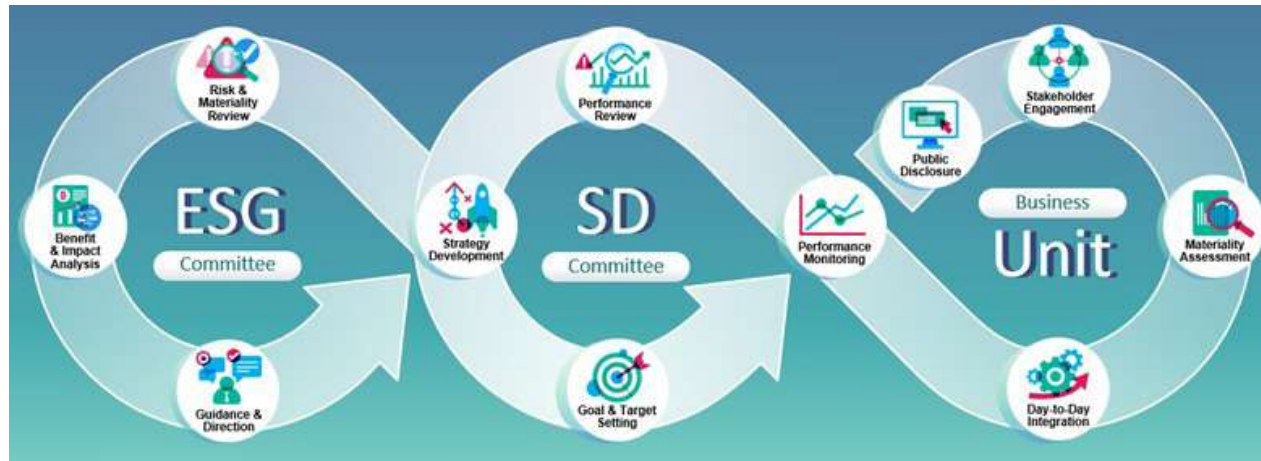 Risk &
Materiality
Review
Benefit
& Impact
Analysis
ESG
Committee
Guidance &
Direction
Performance
Review
Strategy
Development
SD
Committee
Goal & Target
Setting
Performance
Monitoring
Stakeholder
Engagement
Public
Disclosure
Business
Unit
Materiality
Assessment
Day-to-Day
Integration